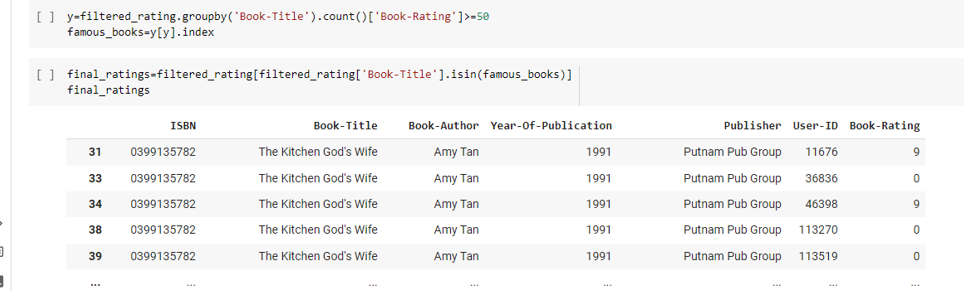 [ ] y=filtered_rating.groupby('Book-Title').count()['Book-Rating']>=50
famous_books=y[y].index
[ ] final_ratings=filtered_rating[filtered_rating['Book-Title'].isin(famous_books)]
final_ratings
ISBN Book-Title Book-Author Year-Of-Publication Publisher User-ID Book-Rating
31 0399135782 The Kitchen God's Wife Amy Tan 1991 Putnam Pub Group 11676 9
33 0399135782 The Kitchen God's Wife Amy Tan 1991 Putnam Pub Group 36836 0
34 0399135782 The Kitchen God's Wife Amy Tan 1991 Putnam Pub Group 46398 9
38 0399135782 The Kitchen God's Wife Amy Tan 1991 Putnam Pub Group 113270 0
39 0399135782 The Kitchen God's Wife Amy Tan 1991 Putnam Pub Group 113519 0
... ... ... ... ... ... ... ...